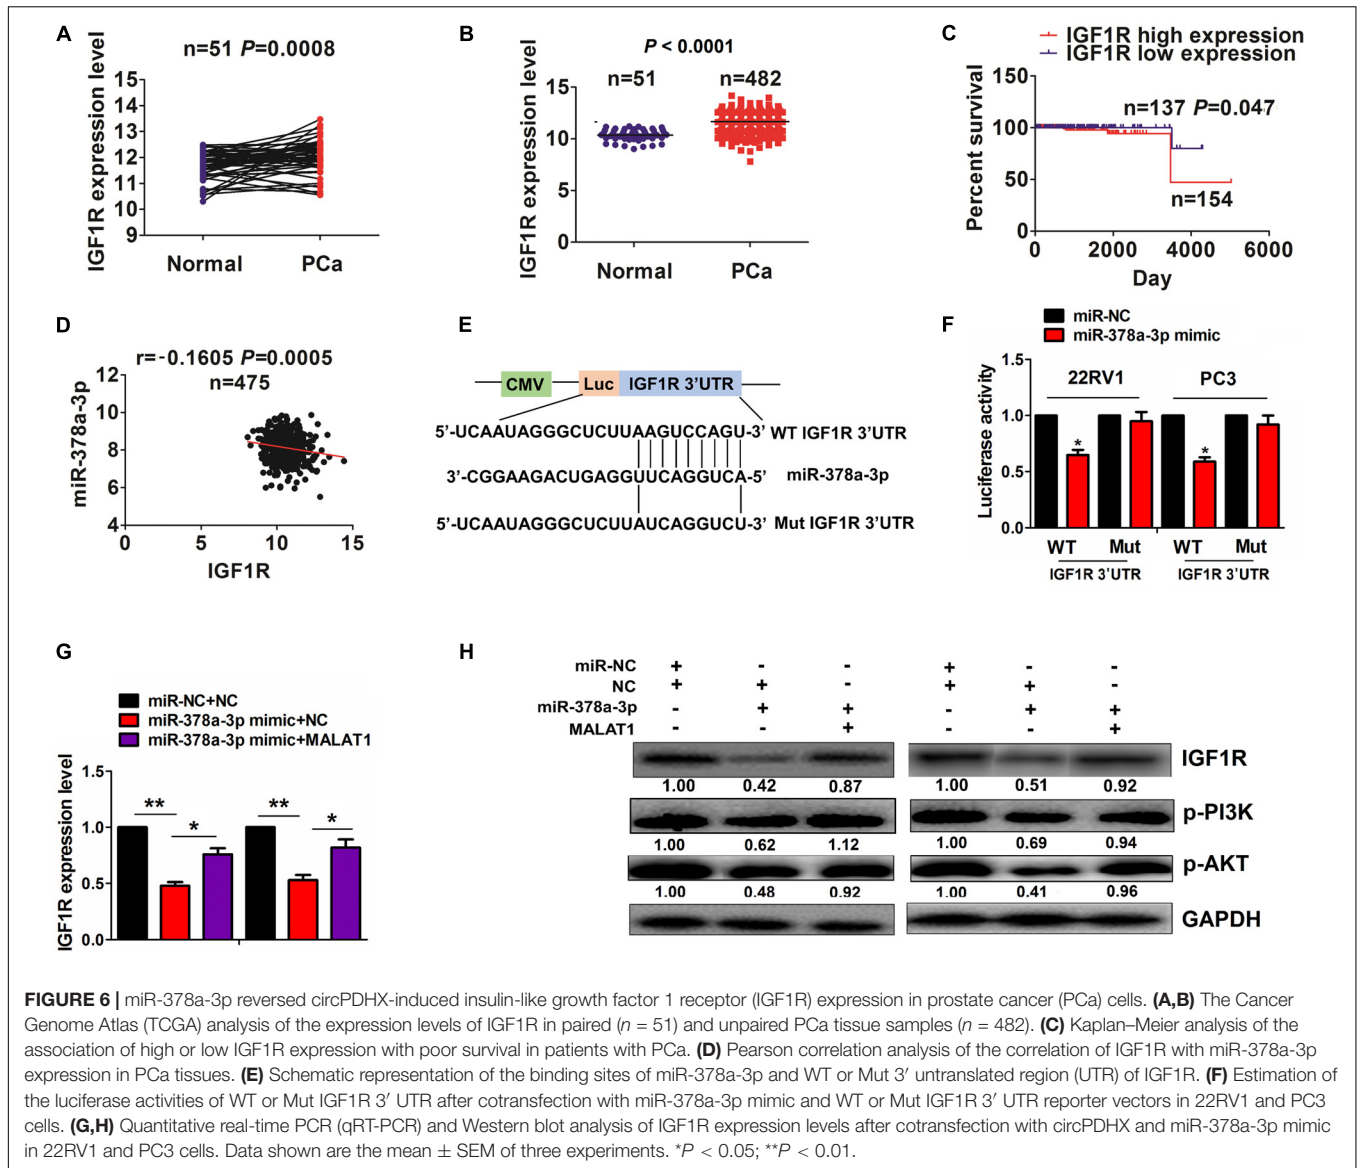 A
n=51 P=0.0008
IGF1R expression level
15
14
13
12
11
10
9
Normal PCa
B
P < 0.0001
n=51 n=482
IGF1R expression level
15
10
5
0
Normal PCa
C
IGF1R high expression
IGF1R low expression
Percent survival
150
100
50
0
n=137 P=0.047
n=154
0 2000 4000 6000
Day
D
r=-0.1605 P=0.0005
n=475
miR-378a-3p
12
10
8
6
4
0 5 10 15
IGF1R
E
CMV Luc IGF1R 3'UTR
5'-UCAAUAGGGCUCUUAAGUCCAGU-3' WT IGF1R 3'UTR
3'-CGGAAGACUGAGGUUCAGGUCA-5' miR-378a-3p
5'-UCAAUAGGGCUCUUAUCAGGUCU-3' Mut IGF1R 3'UTR
F
miR-NC
miR-378a-3p mimic
Luciferase activity
1.5
1.0
0.5
0.0
22RV1 PC3
* *
WT Mut WT Mut
IGF1R 3'UTR IGF1R 3'UTR
G
miR-NC+NC
miR-378a-3p mimic+NC
miR-378a-3p mimic+MALAT1
IGF1R expression level
1.5
1.0
0.5
0.0
** * ** *
H
miR-NC + - - + - -
NC + + - + + -
miR-378a-3p - + + - + +
MALAT1 - - + - - +
IGF1R
1.00 0.42 0.87 1.00 0.51 0.92
p-PI3K
1.00 0.62 1.12 1.00 0.69 0.94
p-AKT
1.00 0.48 0.92 1.00 0.41 0.96
GAPDH
FIGURE 6 | miR-378a-3p reversed circPDHX-induced insulin-like growth factor 1 receptor (IGF1R) expression in prostate cancer (PCa) cells. (A,B) The Cancer
Genome Atlas (TCGA) analysis of the expression levels of IGF1R in paired (n = 51) and unpaired PCa tissue samples (n = 482). (C) Kaplan–Meier analysis of the
association of high or low IGF1R expression with poor survival in patients with PCa. (D) Pearson correlation analysis of the correlation of IGF1R with miR-378a-3p
expression in PCa tissues. (E) Schematic representation of the binding sites of miR-378a-3p and WT or Mut 3′ untranslated region (UTR) of IGF1R. (F) Estimation of
the luciferase activities of WT or Mut IGF1R 3′ UTR after cotransfection with miR-378a-3p mimic and WT or Mut IGF1R 3′ UTR reporter vectors in 22RV1 and PC3
cells. (G,H) Quantitative real-time PCR (qRT-PCR) and Western blot analysis of IGF1R expression levels after cotransfection with circPDHX and miR-378a-3p mimic
in 22RV1 and PC3 cells. Data shown are the mean ± SEM of three experiments. *P < 0.05; **P < 0.01.